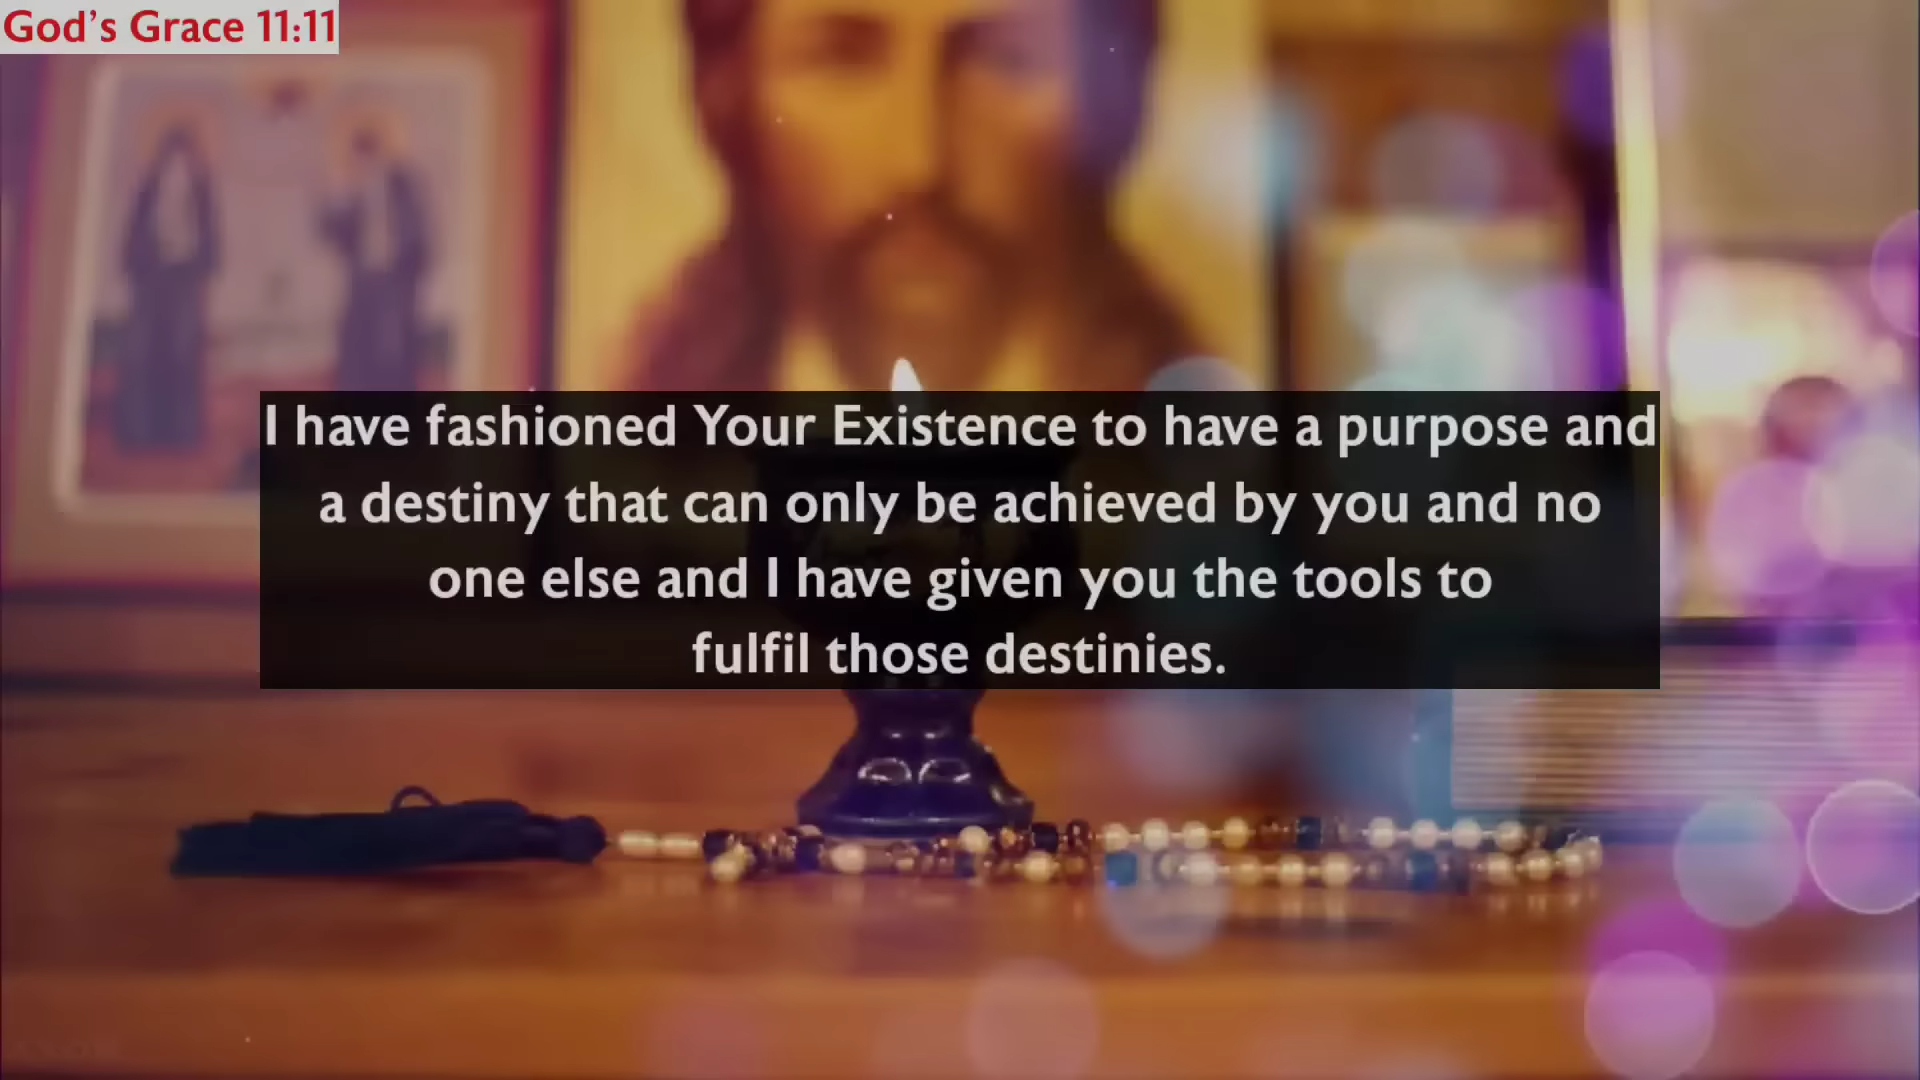 God's Grace 11:11
I have fashioned Your Existence to have a purpose and
a destiny that can only be achieved by you and no
one else and I have given you the tools to
fulfil those destinies.